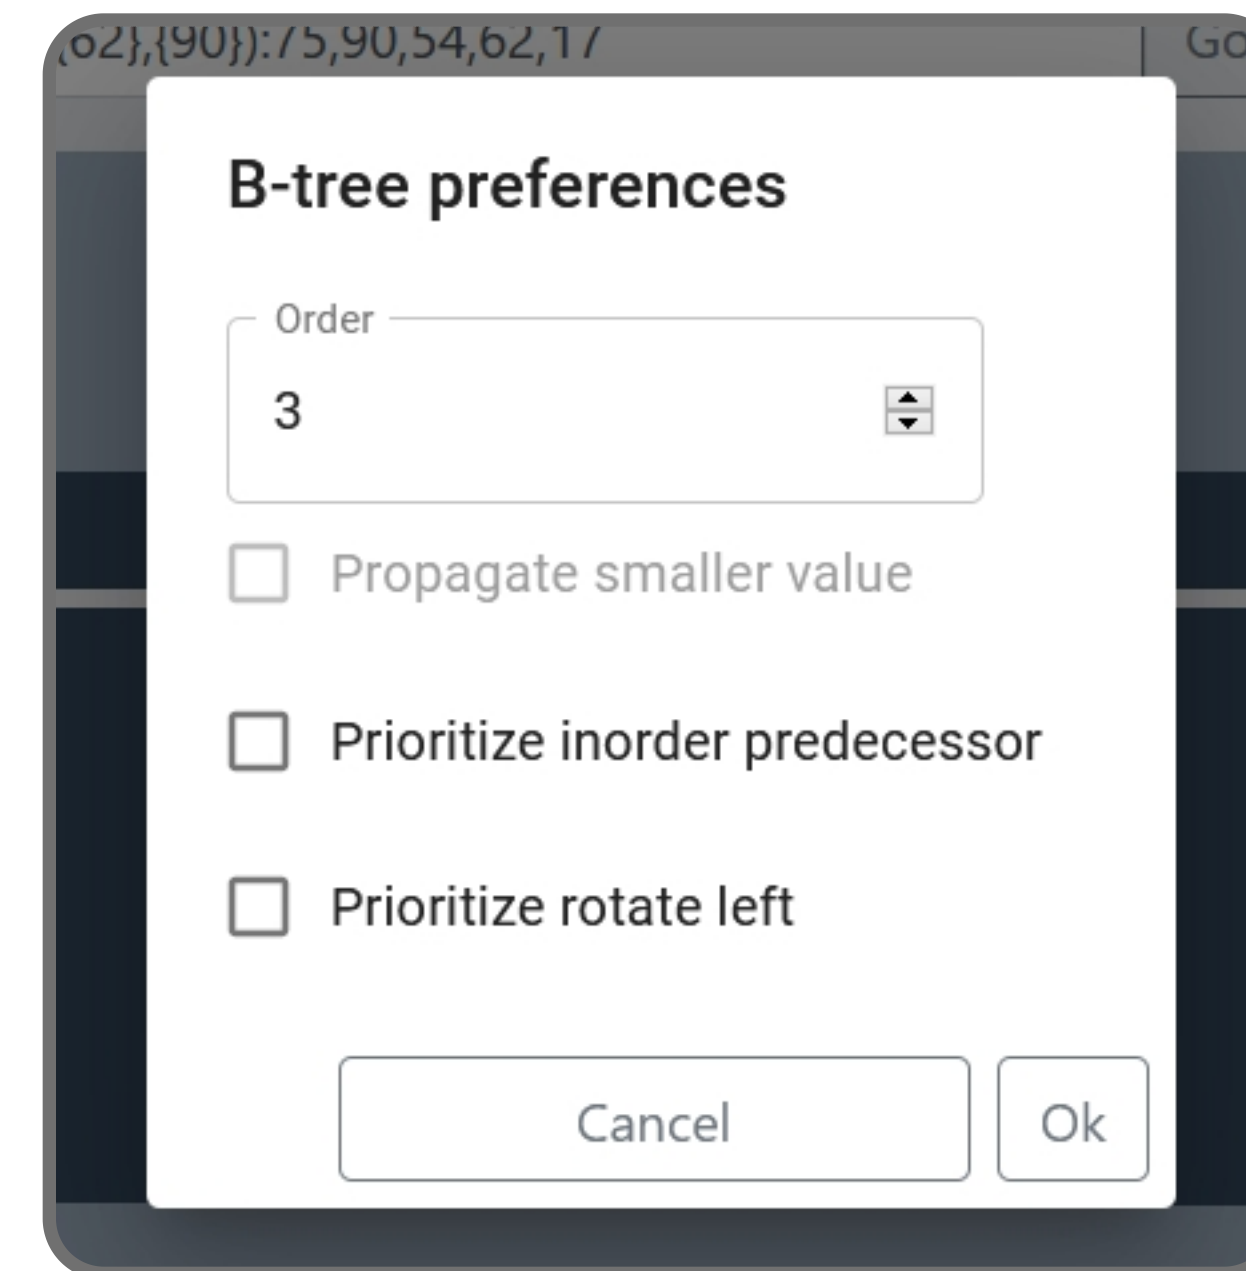 {62},{90}):75,90,54,62,17
Go
B-tree preferences
Order
3
Propagate smaller value
Prioritize inorder predecessor
Prioritize rotate left
Cancel
Ok